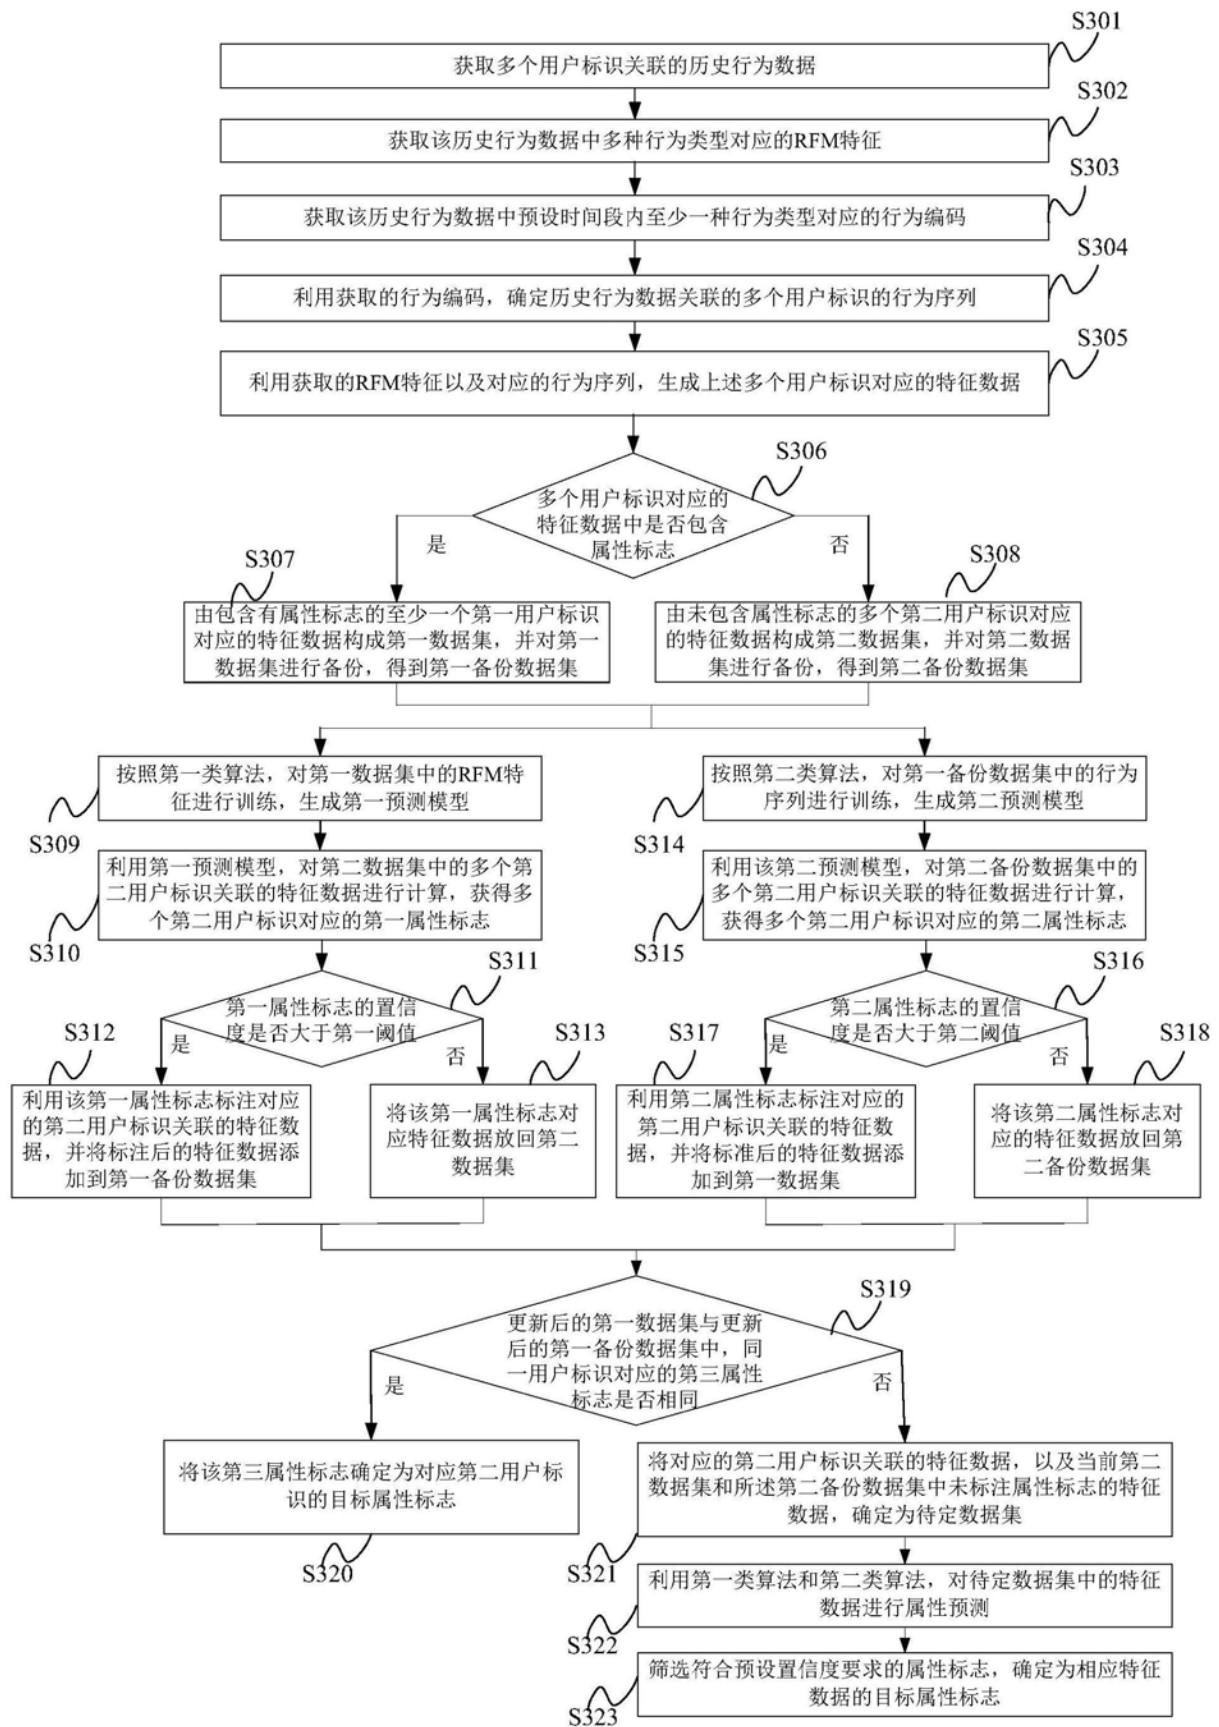 S301
获取多个用户标识关联的历史行为数据
S302
获取该历史行为数据中多种行为类型对应的RFM特征
S303
获取该历史行为数据中预设时间段内至少一种行为类型对应的行为编码
S304
利用获取的行为编码，确定历史行为数据关联的多个用户标识的行为序列
S305
利用获取的RFM特征以及对应的行为序列，生成上述多个用户标识对应的特征数据
S306
多个用户标识对应的
特征数据中是否包含
属性标志
是
否
S307
由包含有属性标志的至少一个第一用户标识
对应的特征数据构成第一数据集，并对第一
数据集进行备份，得到第一备份数据集
S308
由未包含属性标志的多个第二用户标识对应
的特征数据构成第二数据集，并对第二数据
集进行备份，得到第二备份数据集
按照第一类算法，对第一数据集中的RFM特
征进行训练，生成第一预测模型
S309
利用第一预测模型，对第二数据集中的多个第
二用户标识关联的特征数据进行计算，获得多
个第二用户标识对应的第一属性标志
S310
S311
第一属性标志的置信
度是否大于第一阈值
是
否
S312
利用该第一属性标志标注对应
的第二用户标识关联的特征数
据，并将标注后的特征数据添
加到第一备份数据集
S313
将该第一属性标志对
应特征数据放回第二
数据集
按照第二类算法，对第一备份数据集中的行为
序列进行训练，生成第二预测模型
S314
利用该第二预测模型，对第二备份数据集中的
多个第二用户标识关联的特征数据进行计算，
获得多个第二用户标识对应的第二属性标志
S315
S316
第二属性标志的置信
度是否大于第二阈值
是
否
S317
利用第二属性标志标注对应的
第二用户标识关联的特征数
据，并将标准后的特征数据添
加到第一数据集
S318
将该第二属性标志对
应的特征数据放回第
二备份数据集
S319
更新后的第一数据集与更新
后的第一备份数据集中，同
一用户标识对应的第三属性
标志是否相同
是
否
将该第三属性标志确定为对应第二用户标
识的目标属性标志
S320
将对应的第二用户标识关联的特征数据，以及当前第二
数据集和所述第二备份数据集中未标注属性标志的特征
数据，确定为待定数据集
S321
利用第一类算法和第二类算法，对待定数据集中的特征
数据进行属性预测
S322
筛选符合预设置信度要求的属性标志，确定为相应特征
数据的目标属性标志
S323